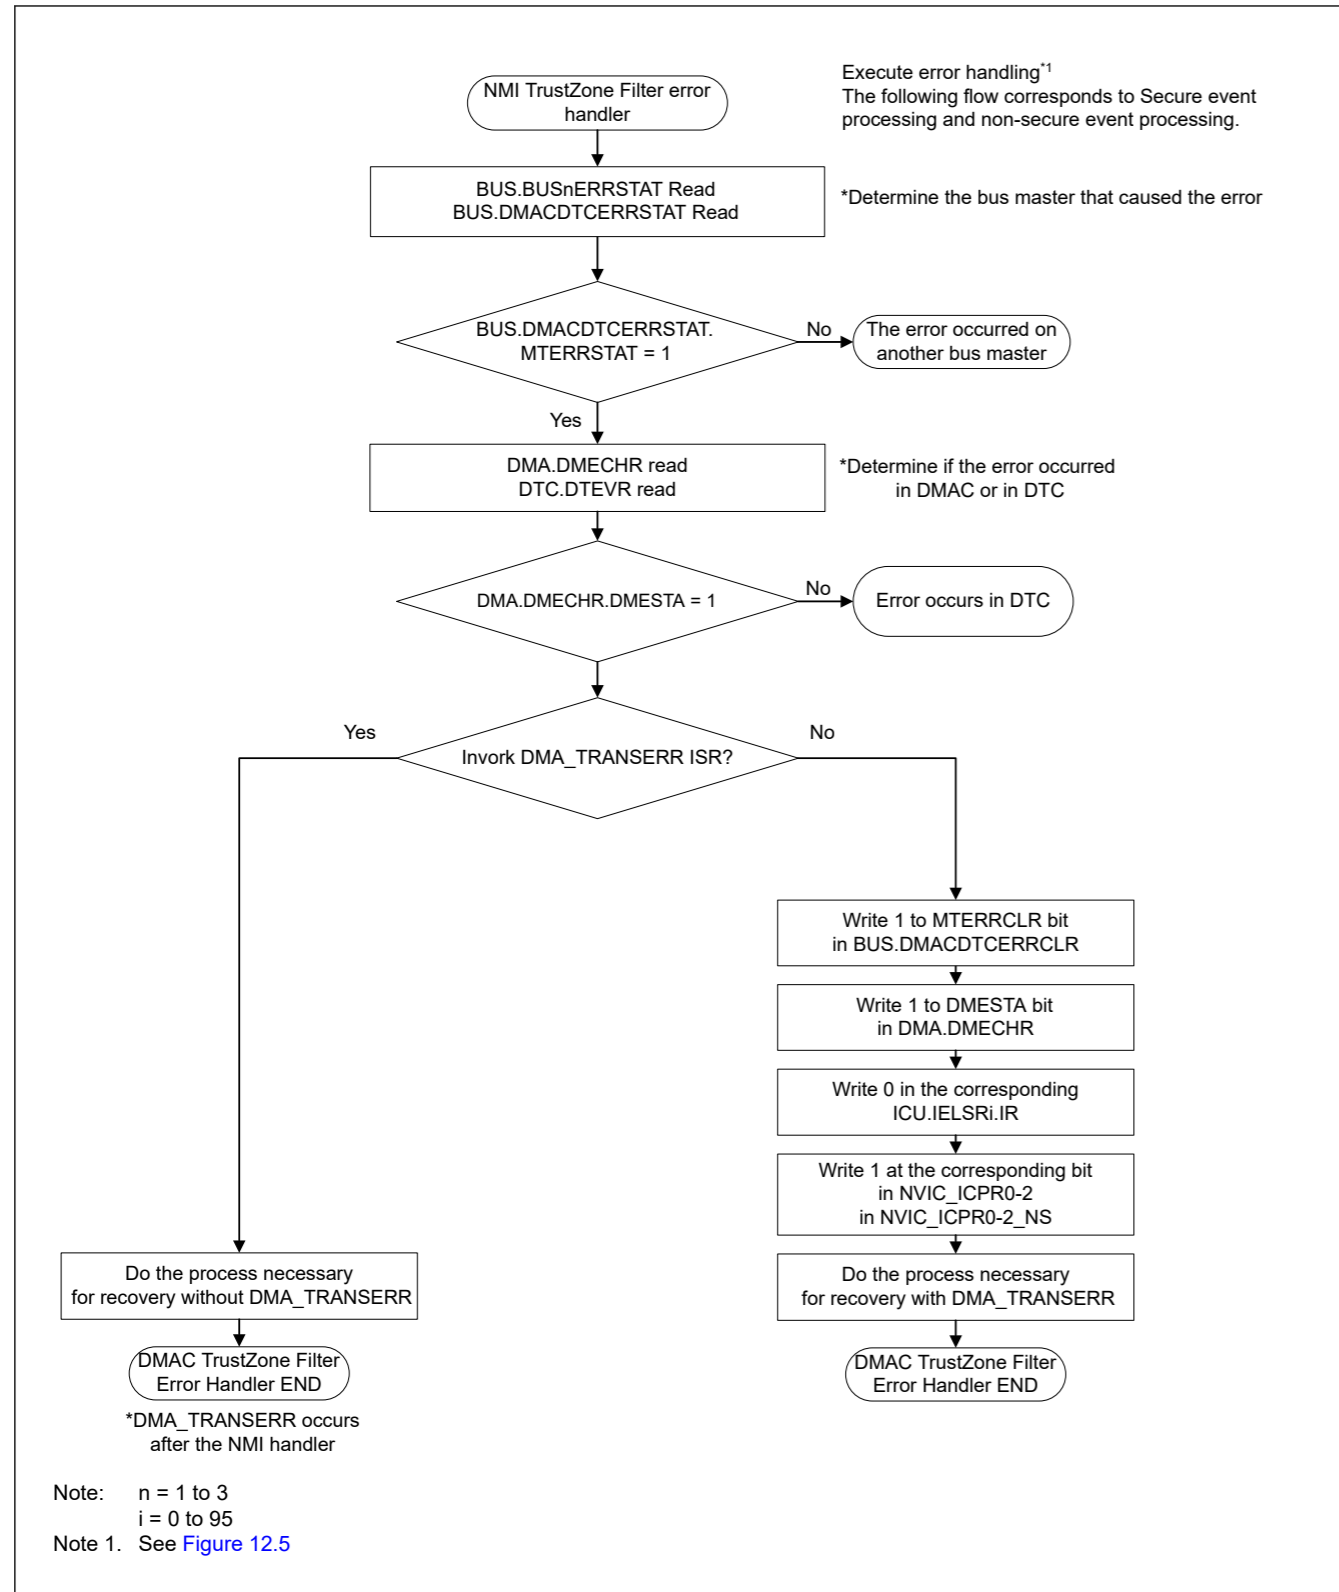 NMI TrustZone Filter error
handler
Execute error handling*1
The following flow corresponds to Secure event
processing and non-secure event processing.
BUS.BUSnERRSTAT Read
BUS.DMACDTCERRSTAT Read
*Determine the bus master that caused the error
BUS.DMACDTCERRSTAT.
MTERRSTAT = 1
No
The error occurred on
another bus master
Yes
DMA.DMECHR read
DTC.DTEVR read
*Determine if the error occurred
in DMAC or in DTC
DMA.DMECHR.DMESTA = 1
No
Error occurs in DTC
Yes
Invork DMA_TRANSERR ISR?
No
Write 1 to MTERRCLR bit
in BUS.DMACDTCERRCLR
Write 1 to DMESTA bit
in DMA.DMECHR
Write 0 in the corresponding
ICU.IELSRi.IR
Write 1 at the corresponding bit
in NVIC_ICPR0-2
in NVIC_ICPR0-2_NS
Do the process necessary
for recovery without DMA_TRANSERR
Do the process necessary
for recovery with DMA_TRANSERR
DMAC TrustZone Filter
Error Handler END
DMAC TrustZone Filter
Error Handler END
*DMA_TRANSERR occurs
after the NMI handler
Note: n = 1 to 3
i = 0 to 95
Note 1. See Figure 12.5